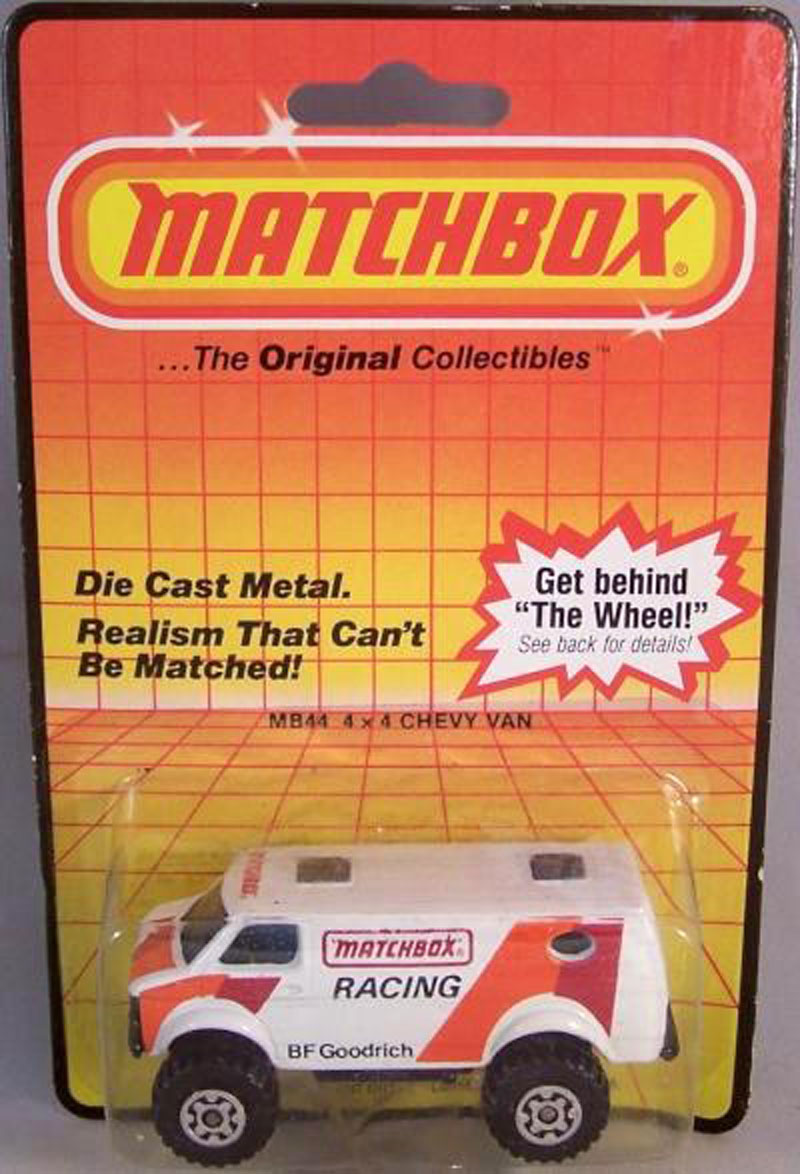 MATCHBOX®
...The Original Collectibles™
Die Cast Metal.
Realism That Can't
Be Matched!
Get behind
"The Wheel!"
See back for details!
MB44 4 x 4 CHEVY VAN
MATCHBOX®
RACING
BF Goodrich